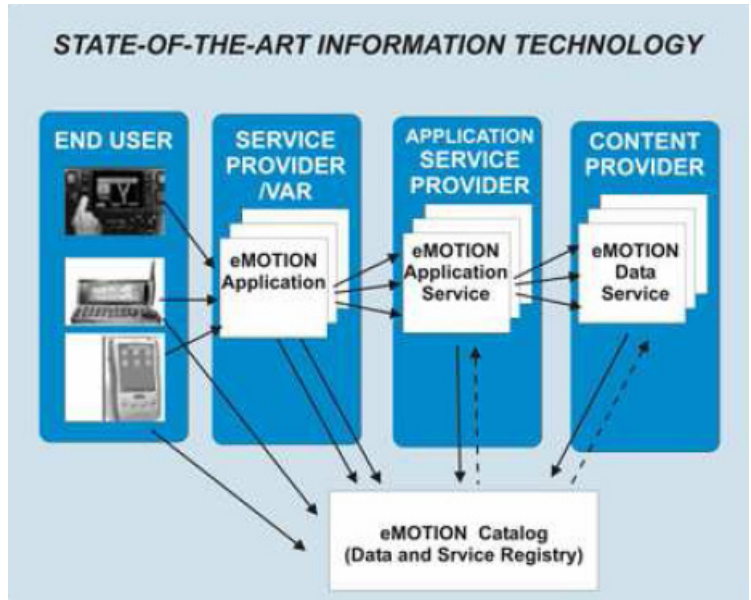 STATE-OF-THE-ART INFORMATION TECHNOLOGY
END USER
SERVICE
PROVIDER
/VAR
APPLICATION
SERVICE
PROVIDER
CONTENT
PROVIDER
eMOTION
Application
eMOTION
Application
Service
eMOTION
Data
Service
eMOTION Catalog
(Data and Srvice Registry)